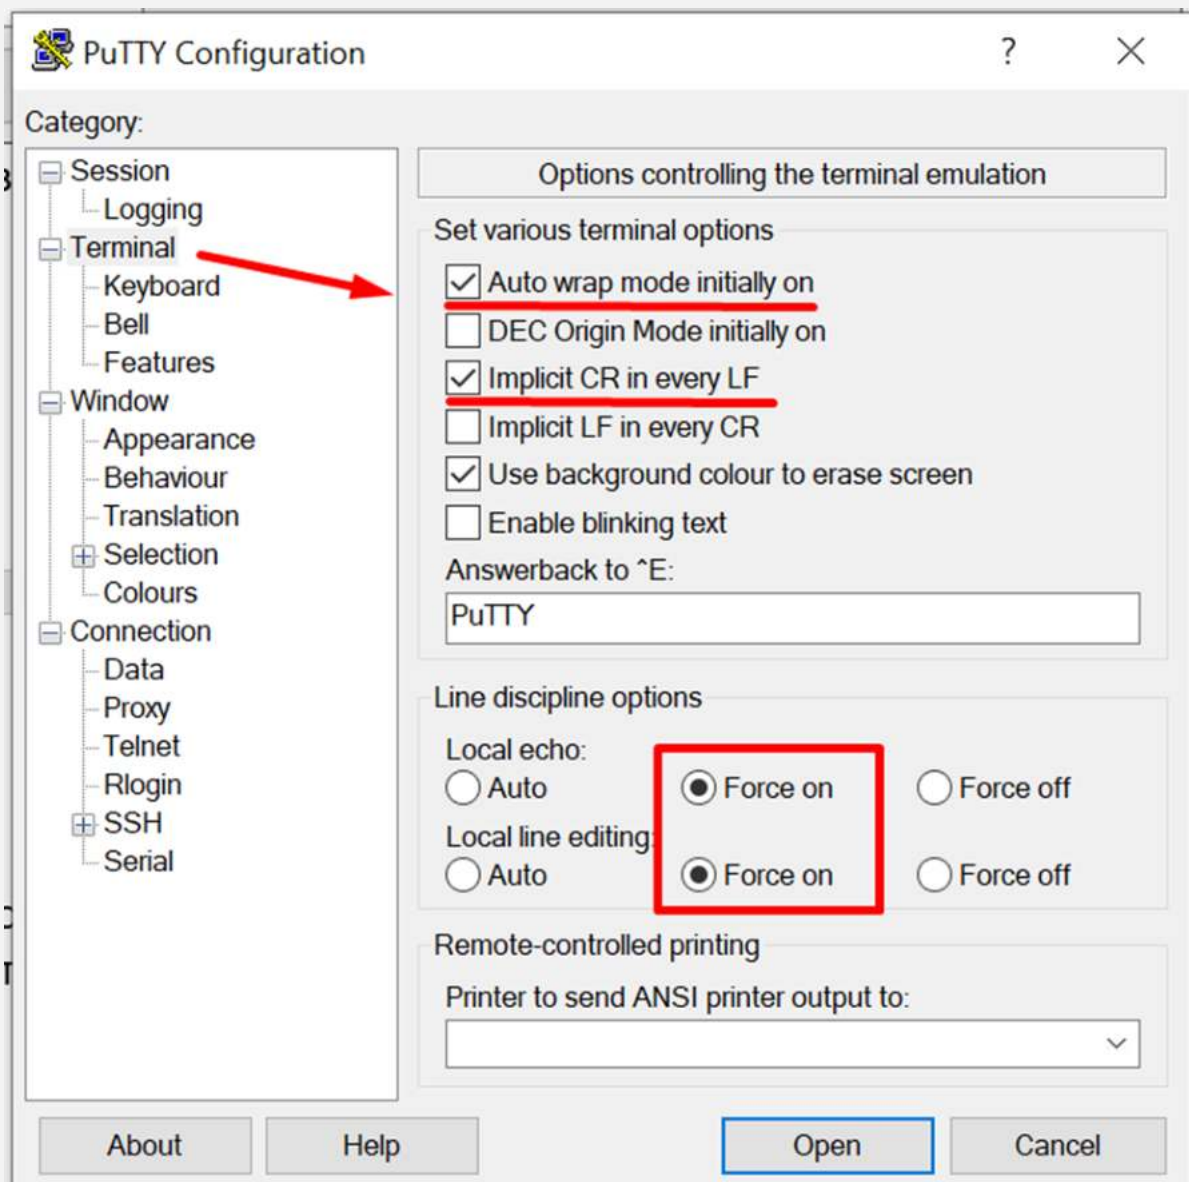 PuTTY Configuration
?
Category:
Session
Logging
Terminal
Keyboard
Bell
Features
Window
Appearance
Behaviour
Translation
Selection
Colours
Connection
Data
Proxy
Telnet
Rlogin
SSH
Serial
Options controlling the terminal emulation
Set various terminal options
Auto wrap mode initially on
DEC Origin Mode initially on
Implicit CR in every LF
Implicit LF in every CR
Use background colour to erase screen
Enable blinking text
Answerback to ^E:
PuTTY
Line discipline options
Local echo:
Auto Force on Force off
Local line editing:
Auto Force on Force off
Remote-controlled printing
Printer to send ANSI printer output to:
About Help Open Cancel